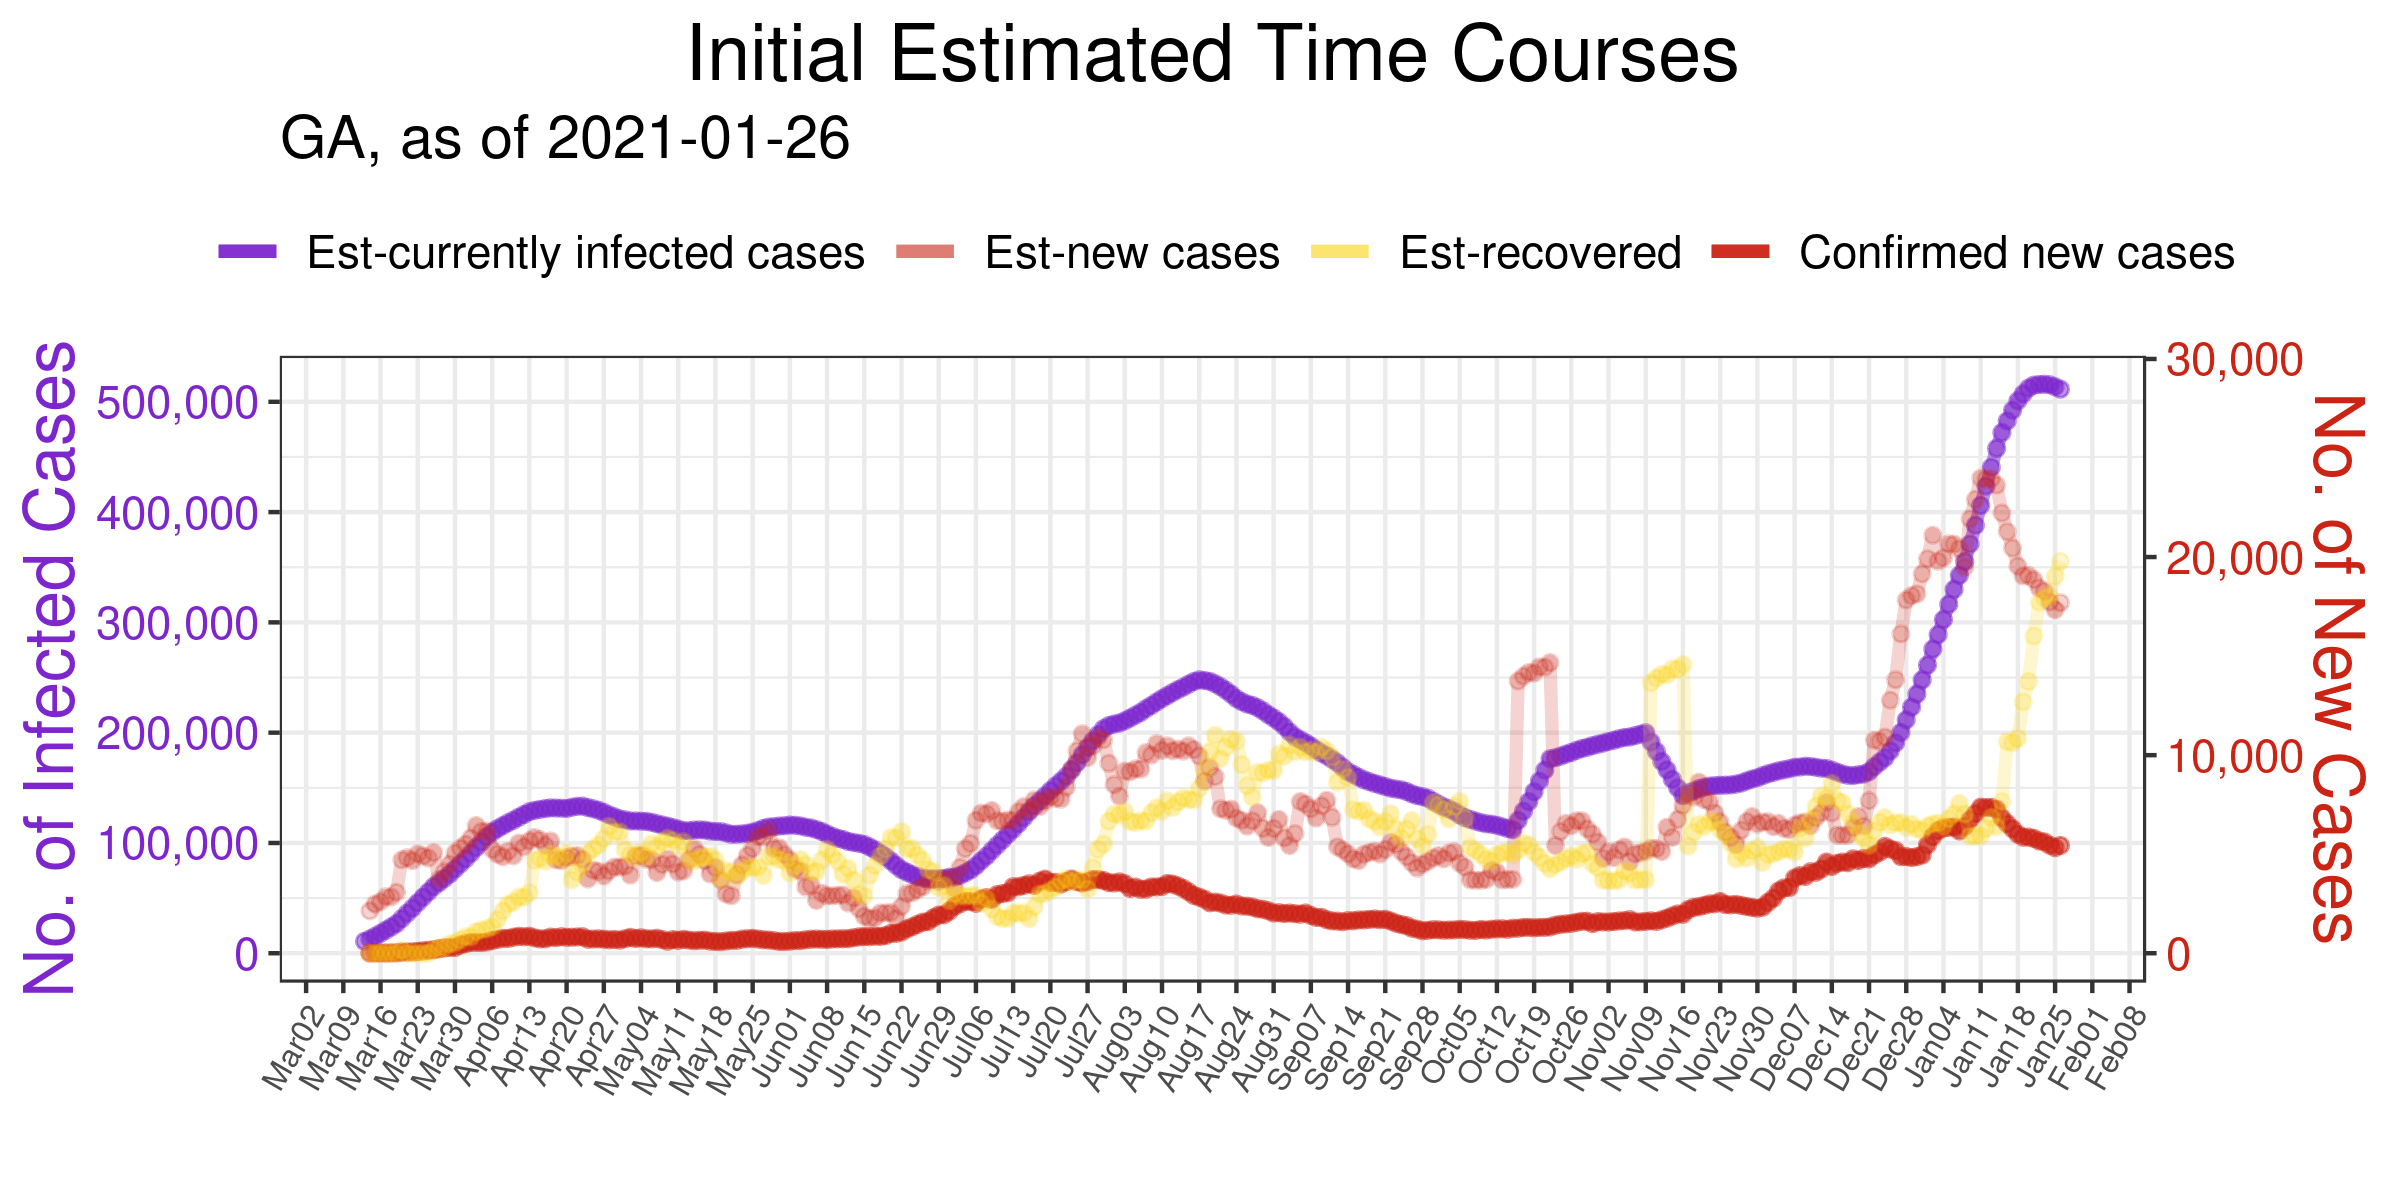 Initial Estimated Time Courses
GA, as of 2021-01-26
Est-currently infected cases Est-new cases Est-recovered Confirmed new cases
No. of Infected Cases
500,000
400,000
300,000
200,000
100,000
0
30,000
20,000
10,000
0
No. of New Cases
Mar02
Mar09
Mar16
Mar23
Mar30
Apr06
Apr13
Apr20
Apr27
May04
May11
May18
May25
Jun01
Jun08
Jun15
Jun22
Jun29
Jul06
Jul13
Jul20
Jul27
Aug03
Aug10
Aug17
Aug24
Aug31
Sep07
Sep14
Sep21
Sep28
Oct05
Oct12
Oct19
Oct26
Nov02
Nov09
Nov16
Nov23
Nov30
Dec07
Dec14
Dec21
Dec28
Jan04
Jan11
Jan18
Jan25
Feb01
Feb08